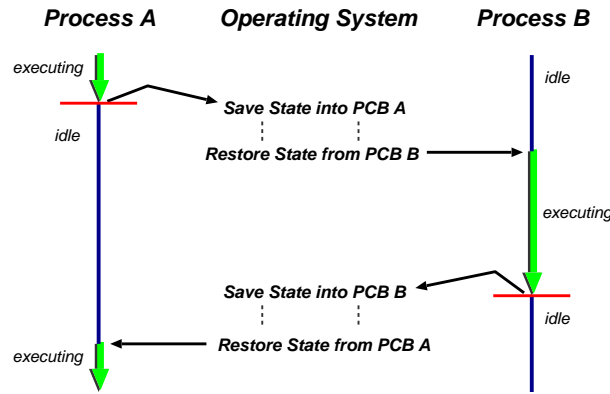 Process A Operating System Process B
executing
idle
Save State into PCB A
idle
Restore State from PCB B
executing
Save State into PCB B
idle
Restore State from PCB A
executing